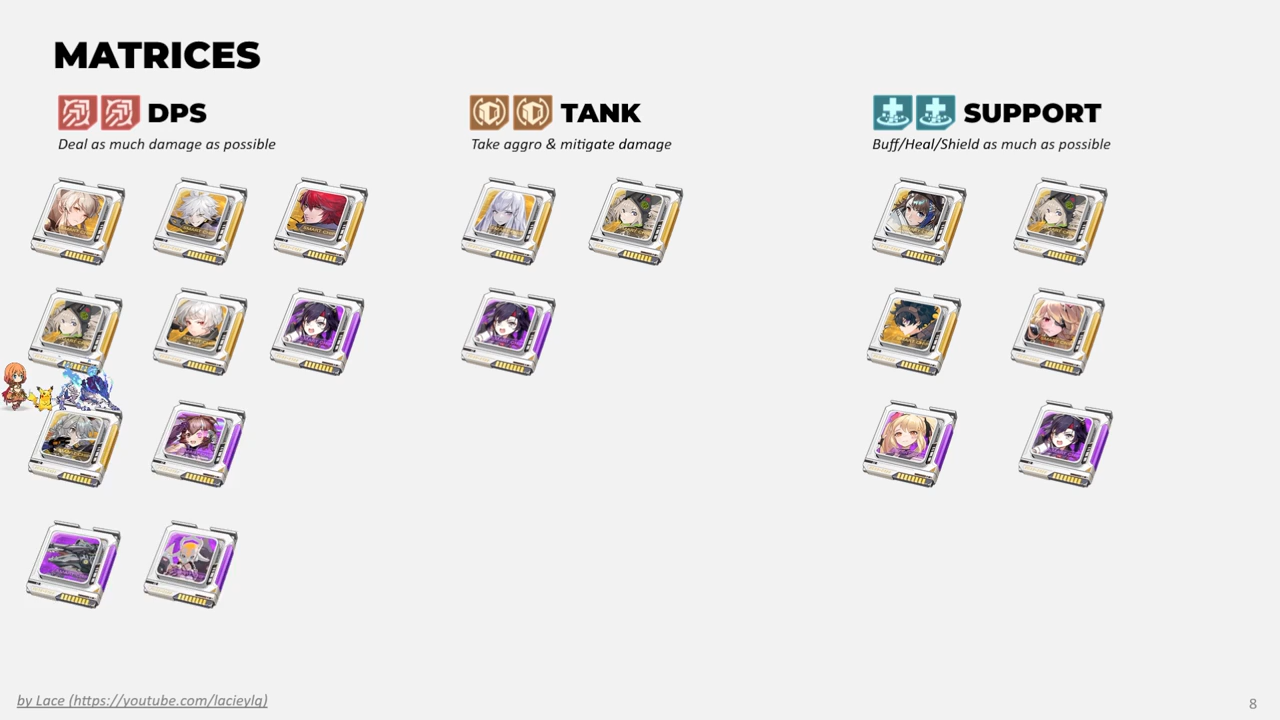 MATRICES
DPS
Deal as much damage as possible
TANK
Take aggro & mitigate damage
SUPPORT
Buff/Heal/Shield as much as possible
by Lace (https://youtube.com/lacieylq)
8